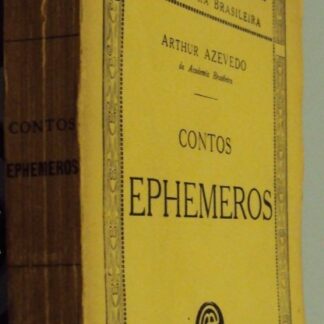 BRASILEIRA
ARTHUR AZEVEDO
da Academia Brasileira
CONTOS
EPHEMEROS
CONTOS
EPHEMEROS